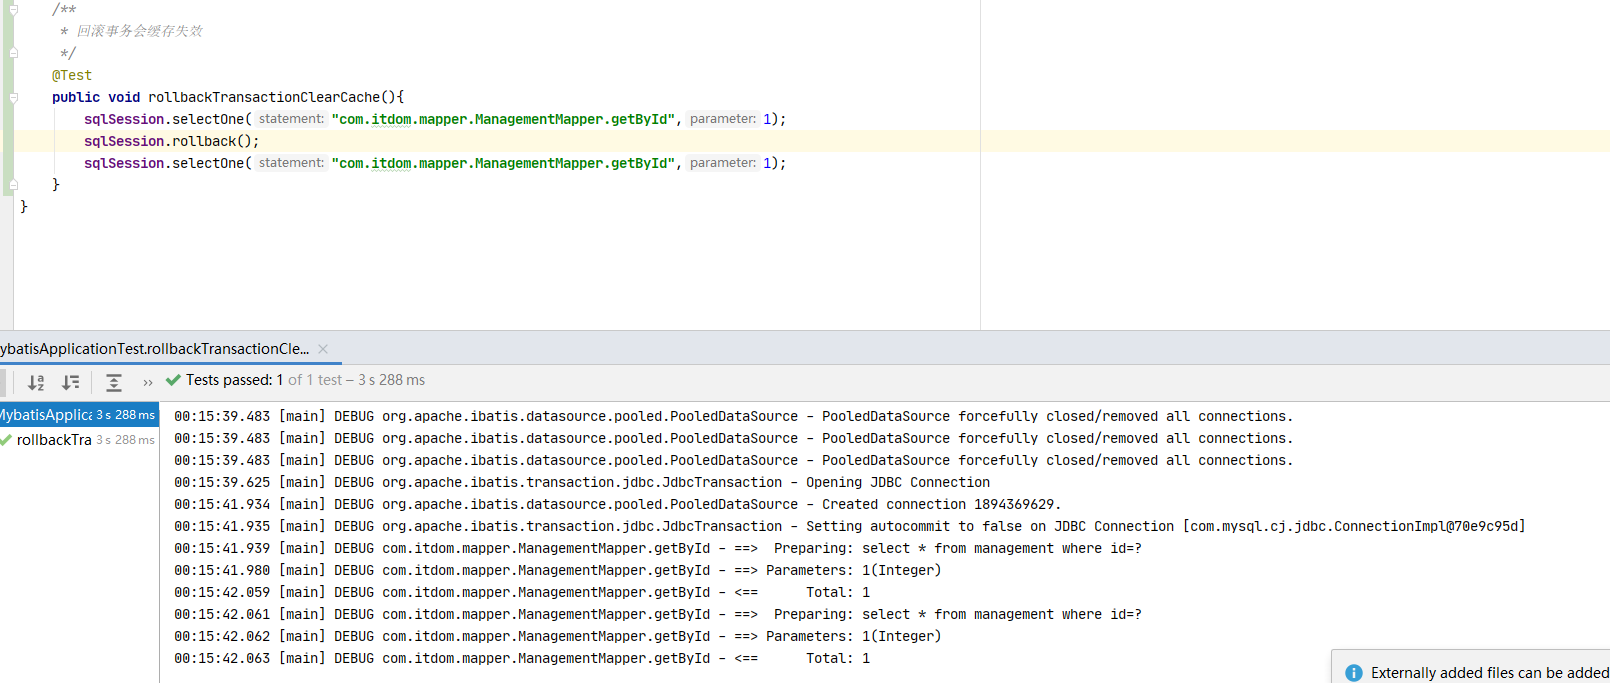 /**
* 回滚事务会缓存失效
*/
@Test
public void rollbackTransactionClearCache(){
sqlSession.selectOne( statement: "com.itdom.mapper.ManagementMapper.getById", parameter: 1);
sqlSession.rollback();
sqlSession.selectOne( statement: "com.itdom.mapper.ManagementMapper.getById", parameter: 1);
}
}
ybatisApplicationTest.rollbackTransactionCle... ×
» Tests passed: 1 of 1 test – 3 s 288 ms
MybatisApplica 3 s 288 ms
rollbackTra 3 s 288 ms
00:15:39.483 [main] DEBUG org.apache.ibatis.datasource.pooled.PooledDataSource - PooledDataSource forcefully closed/removed all connections.
00:15:39.483 [main] DEBUG org.apache.ibatis.datasource.pooled.PooledDataSource - PooledDataSource forcefully closed/removed all connections.
00:15:39.483 [main] DEBUG org.apache.ibatis.datasource.pooled.PooledDataSource - PooledDataSource forcefully closed/removed all connections.
00:15:39.625 [main] DEBUG org.apache.ibatis.transaction.jdbc.JdbcTransaction - Opening JDBC Connection
00:15:41.934 [main] DEBUG org.apache.ibatis.datasource.pooled.PooledDataSource - Created connection 1894369629.
00:15:41.935 [main] DEBUG org.apache.ibatis.transaction.jdbc.JdbcTransaction - Setting autocommit to false on JDBC Connection [com.mysql.cj.jdbc.ConnectionImpl@70e9c95d]
00:15:41.939 [main] DEBUG com.itdom.mapper.ManagementMapper.getById - ==>  Preparing: select * from management where id=?
00:15:41.980 [main] DEBUG com.itdom.mapper.ManagementMapper.getById - ==> Parameters: 1(Integer)
00:15:42.059 [main] DEBUG com.itdom.mapper.ManagementMapper.getById - <==      Total: 1
00:15:42.061 [main] DEBUG com.itdom.mapper.ManagementMapper.getById - ==>  Preparing: select * from management where id=?
00:15:42.062 [main] DEBUG com.itdom.mapper.ManagementMapper.getById - ==> Parameters: 1(Integer)
00:15:42.063 [main] DEBUG com.itdom.mapper.ManagementMapper.getById - <==      Total: 1
Externally added files can be added